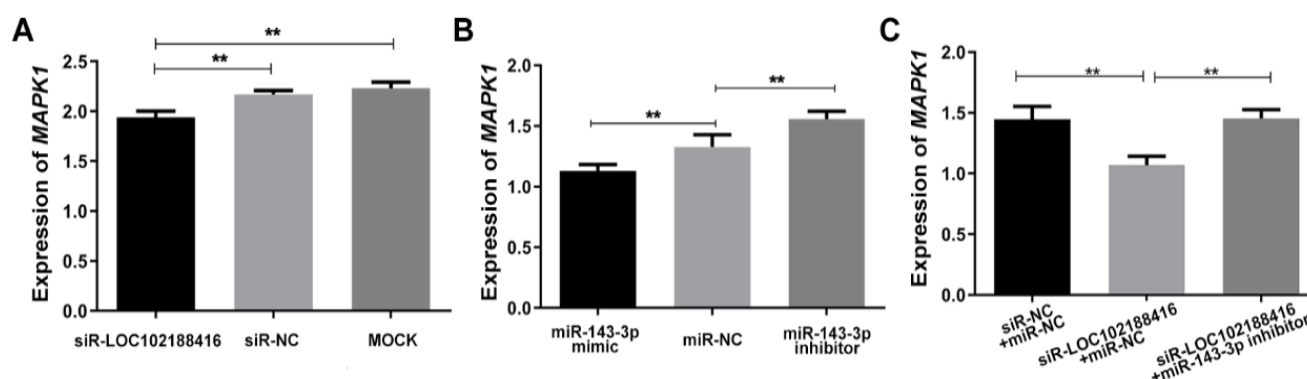 A
Expression of MAPK1
2.5
2.0
1.5
1.0
0.5
0.0
**
**
siR-LOC102188416
siR-NC
MOCK
B
Expression of MAPK1
2.0
1.5
1.0
0.5
0.0
**
**
miR-143-3p
mimic
miR-NC
miR-143-3p
inhibitor
C
Expression of MAPK1
2.0
1.5
1.0
0.5
0.0
**
**
siR-NC
+miR-NC
siR-LOC102188416
+miR-NC
siR-LOC102188416
+miR-143-3p inhibitor